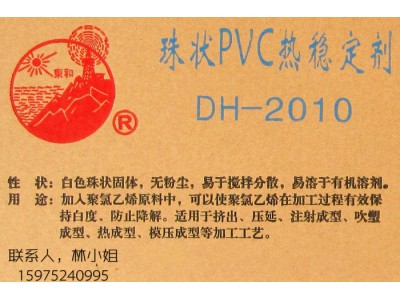 珠状PVC热稳定剂
東和
DH-2010
®
性 状：白色珠状固体，无粉尘，易于搅拌分散，易溶于有机溶剂。
用 途：加入聚氯乙烯原料中，可以使聚氯乙烯在加工过程有效保
持白度、防止降解。适用于挤出、压延、注射成型、吹塑
成型、热成型、模压成型等加工工艺。
联系人，林小姐
15975240995